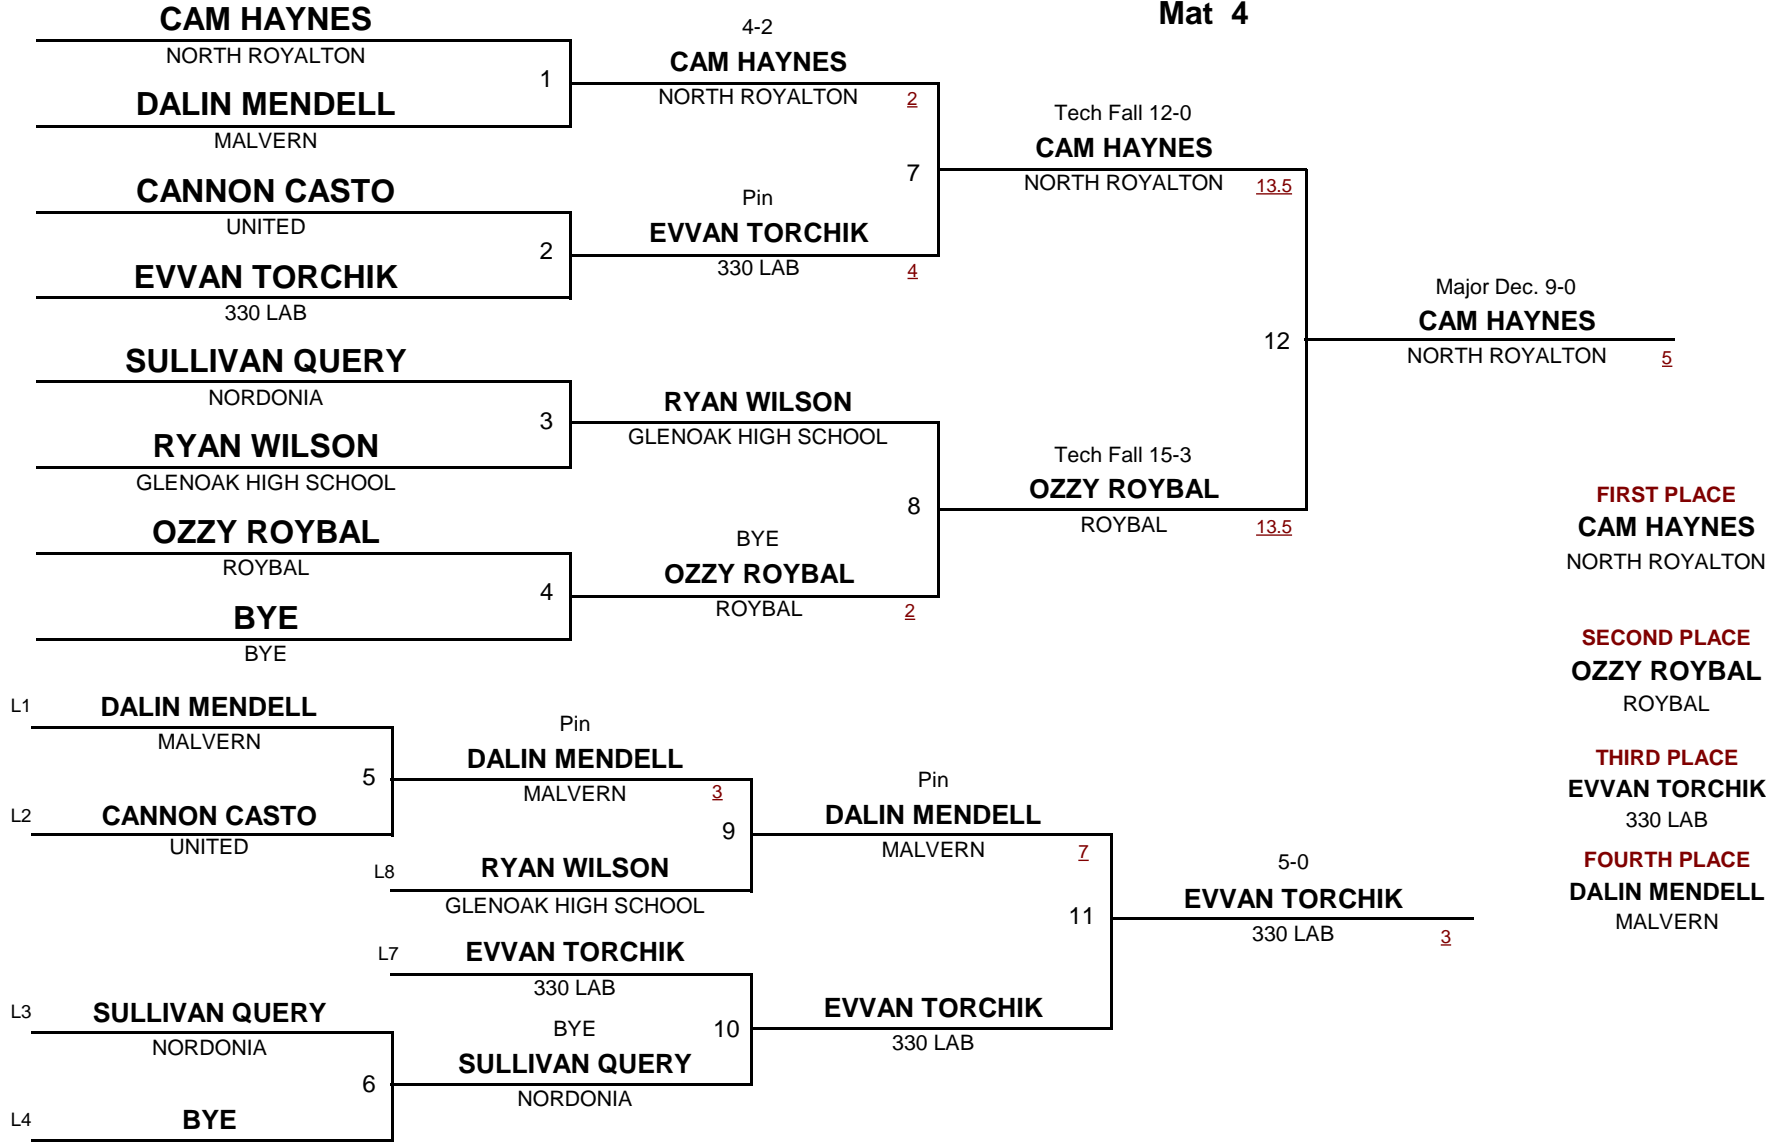 Mat 4
CAM HAYNES
NORTH ROYALTON
1
DALIN MENDELL
MALVERN
CANNON CASTO
UNITED
2
EVVAN TORCHIK
330 LAB
SULLIVAN QUERY
NORDONIA
3
RYAN WILSON
GLENOAK HIGH SCHOOL
OZZY ROYBAL
ROYBAL
4
BYE
BYE
4-2
CAM HAYNES
NORTH ROYALTON 2
7
Pin
EVVAN TORCHIK
330 LAB 4
RYAN WILSON
GLENOAK HIGH SCHOOL
8
BYE
OZZY ROYBAL
ROYBAL 2
Tech Fall 12-0
CAM HAYNES
NORTH ROYALTON 13.5
12
Tech Fall 15-3
OZZY ROYBAL
ROYBAL 13.5
Major Dec. 9-0
CAM HAYNES
NORTH ROYALTON 5
FIRST PLACE
CAM HAYNES
NORTH ROYALTON
SECOND PLACE
OZZY ROYBAL
ROYBAL
THIRD PLACE
EVVAN TORCHIK
330 LAB
FOURTH PLACE
DALIN MENDELL
MALVERN
L1 DALIN MENDELL
MALVERN
5
L2 CANNON CASTO
UNITED
L3 SULLIVAN QUERY
NORDONIA
6
L4 BYE
Pin
DALIN MENDELL
MALVERN 3
9
L8 RYAN WILSON
GLENOAK HIGH SCHOOL
L7 EVVAN TORCHIK
330 LAB
BYE 10
SULLIVAN QUERY
NORDONIA
Pin
DALIN MENDELL
MALVERN 7
11
EVVAN TORCHIK
330 LAB
5-0
EVVAN TORCHIK
330 LAB 3